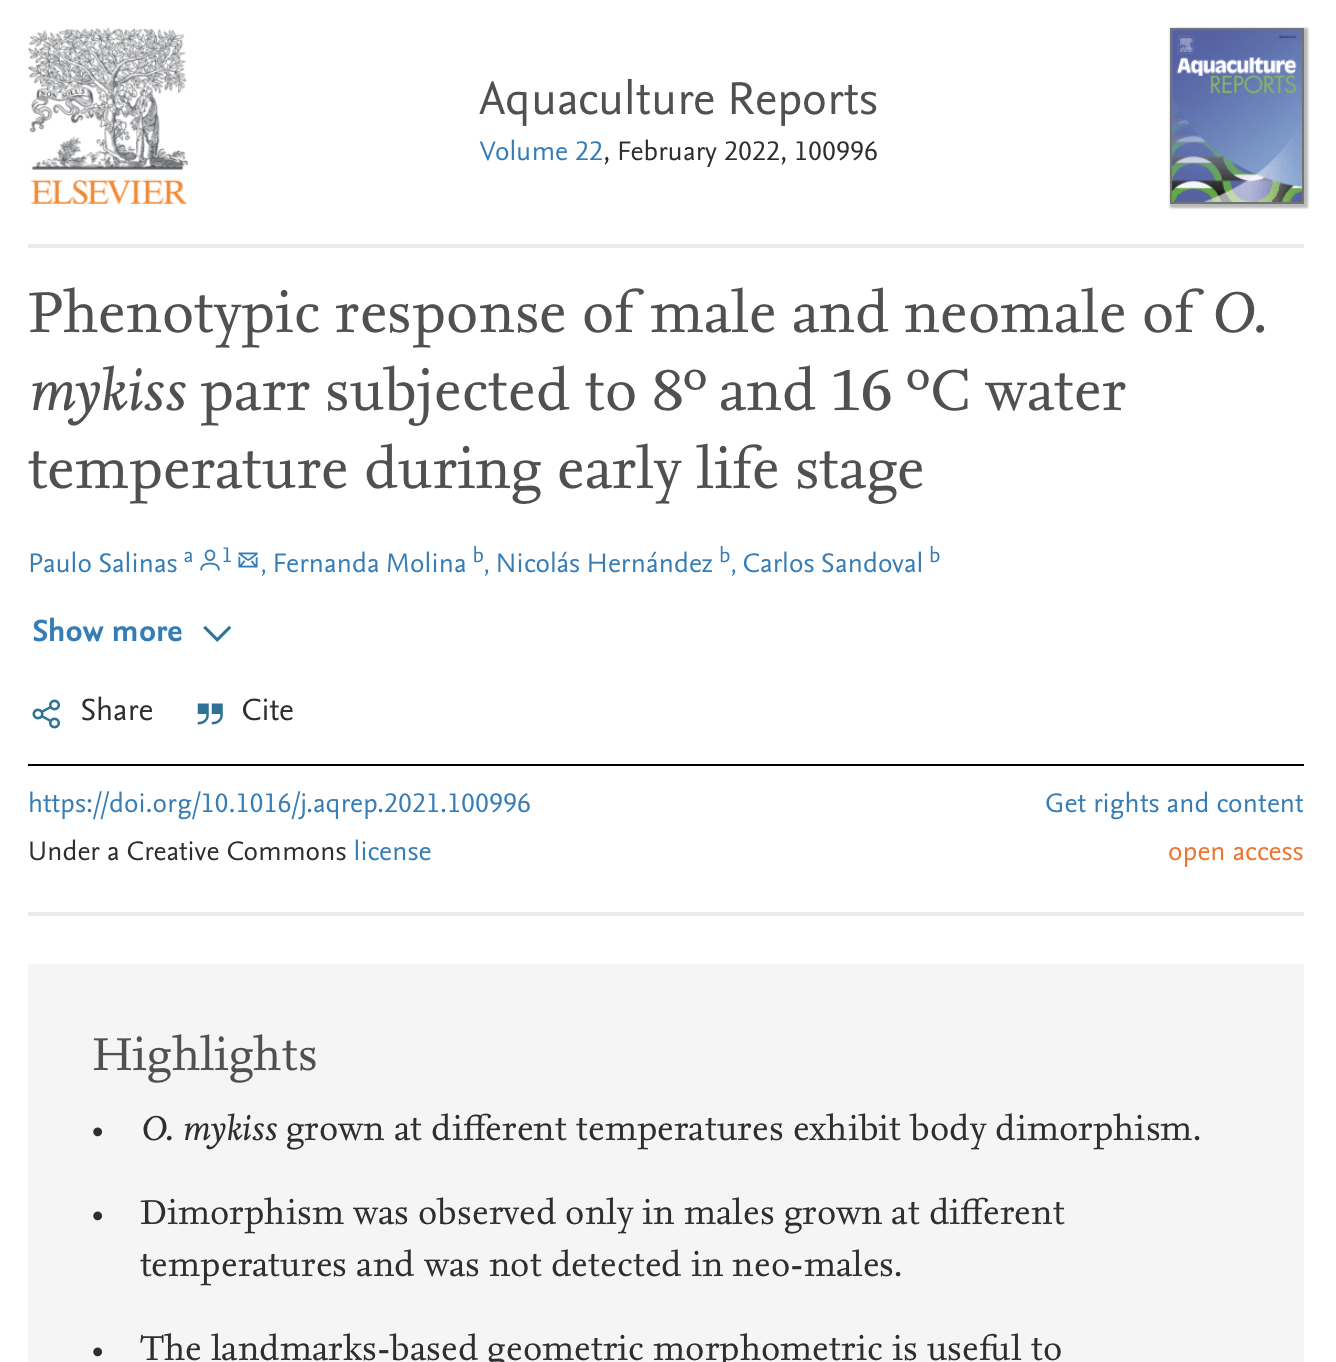 ELSEVIER
Aquaculture Reports
Volume 22, February 2022, 100996
Aquaculture
REPORTS
Phenotypic response of male and neomale of O.
mykiss parr subjected to 8º and 16 ºC water
temperature during early life stage
Paulo Salinas a 1, Fernanda Molina b, Nicolás Hernández b, Carlos Sandoval b
Show more
Share Cite
https://doi.org/10.1016/j.aqrep.2021.100996 Get rights and content
Under a Creative Commons license open access
Highlights
• O. mykiss grown at different temperatures exhibit body dimorphism.
• Dimorphism was observed only in males grown at different
temperatures and was not detected in neo-males.
• The landmarks-based geometric morphometric is useful to